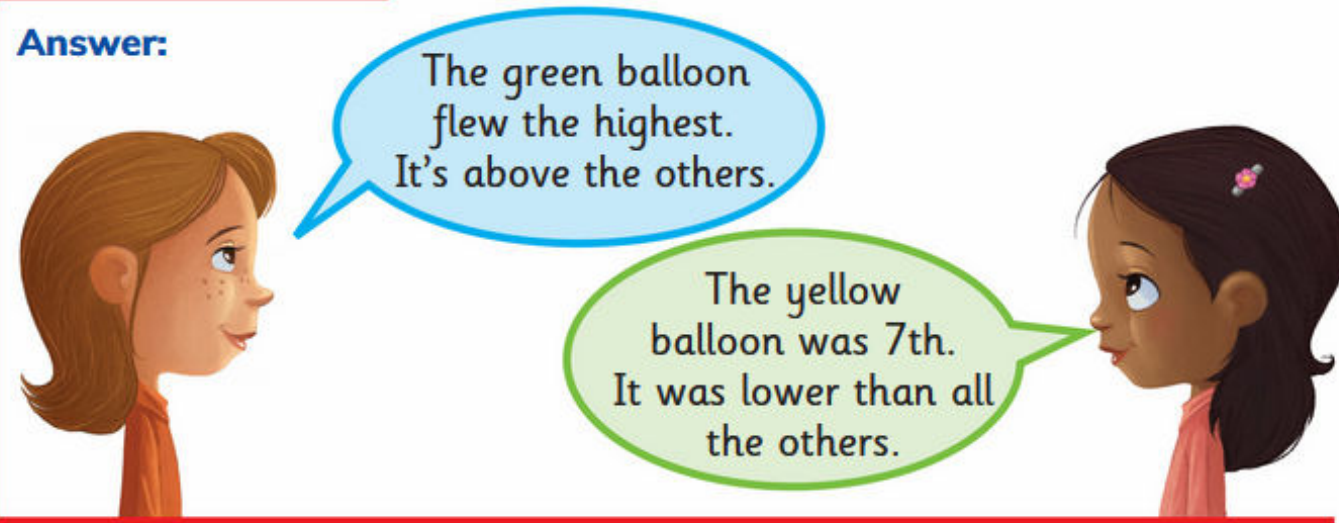 Answer:
The green balloon
flew the highest.
It's above the others.
The yellow
balloon was 7th.
It was lower than all
the others.